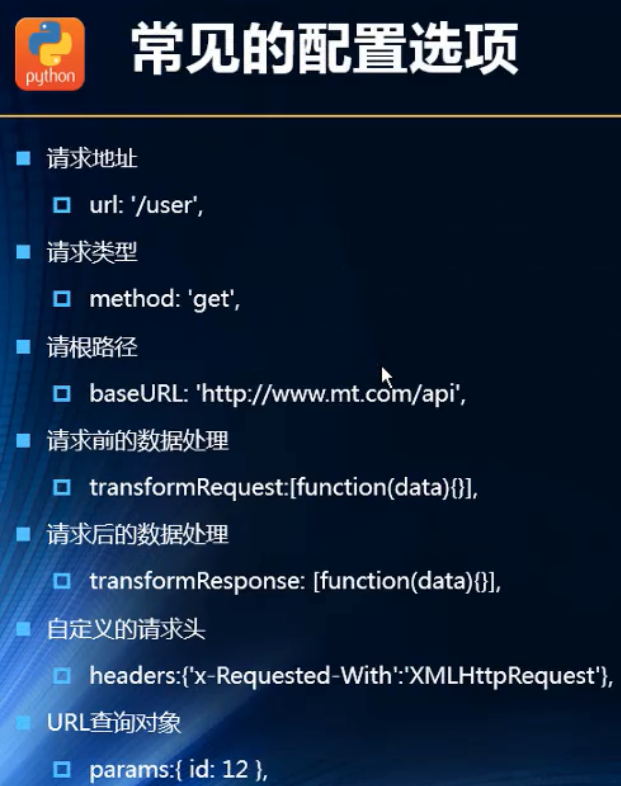 python
常见的配置选项
请求地址
url: '/user',
请求类型
method: 'get',
请根路径
baseURL: 'http://www.mt.com/api',
请求前的数据处理
transformRequest:[function(data){}],
请求后的数据处理
transformResponse: [function(data){}],
自定义的请求头
headers:{'x-Requested-With':'XMLHttpRequest'},
URL查询对象
params:{ id: 12 },